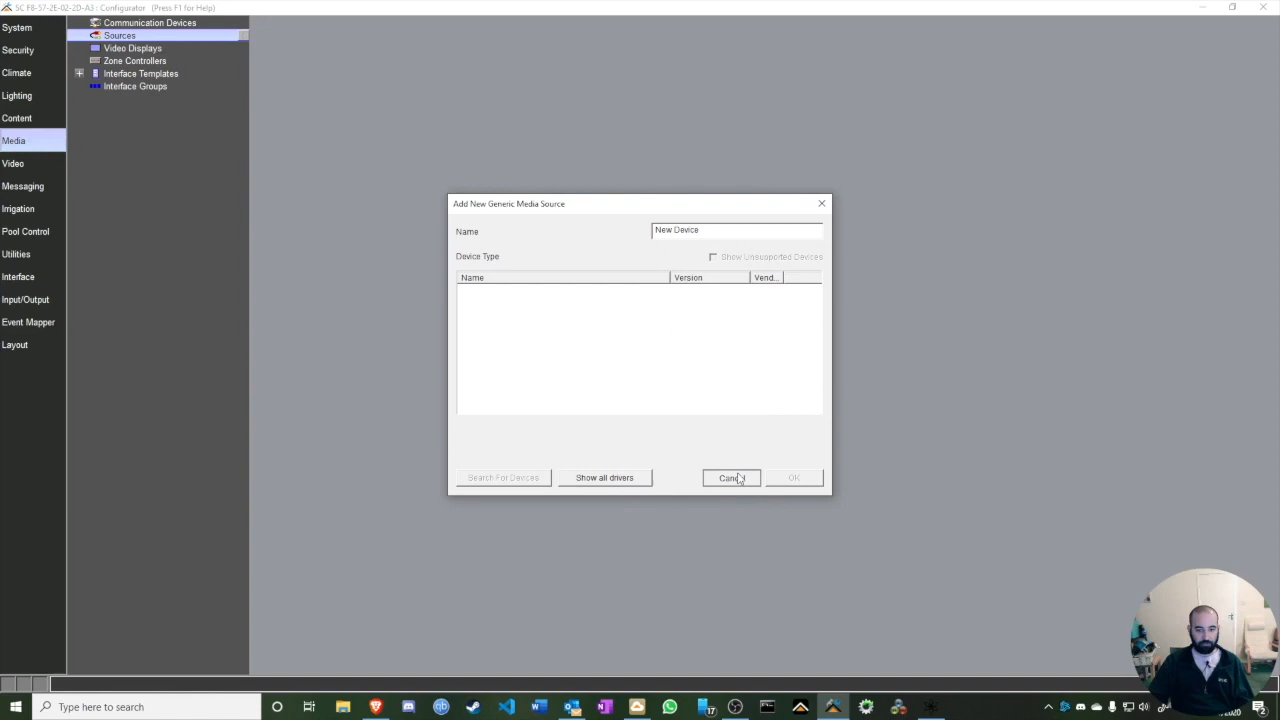 SC F8-57-2E-02-2D-A3 : Configurator (Press F1 for Help)
System
Security
Climate
Lighting
Content
Media
Video
Messaging
Irrigation
Pool Control
Utilities
Interface
Input/Output
Event Mapper
Layout
Communication Devices
Sources
Video Displays
Zone Controllers
Interface Templates
Interface Groups
Add New Generic Media Source
Name
New Device
Device Type
Show Unsupported Devices
Name Version Vend...
Search For Devices
Show all drivers
OK
Type here to search
17
2